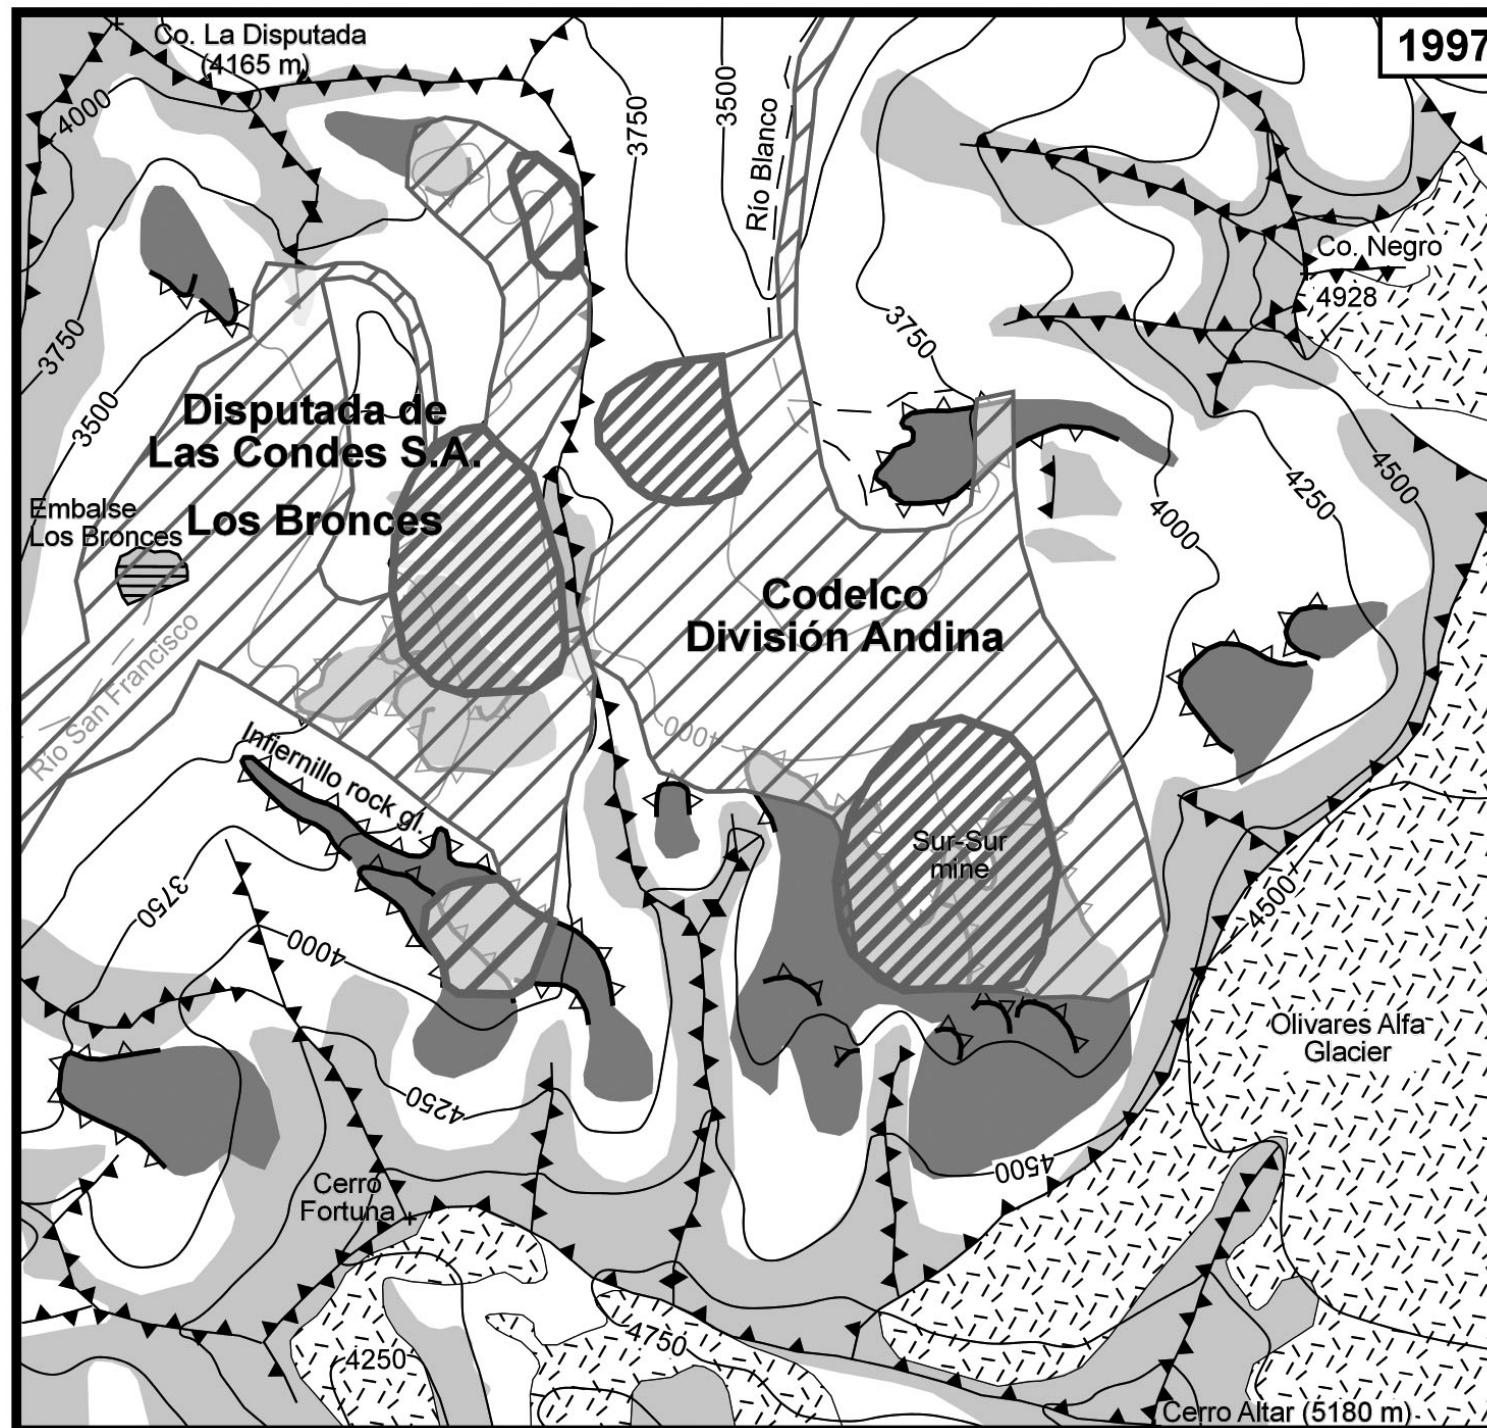 1997
Co. La Disputada
(4165 m)
4000
3750
3500
Río Blanco
Co. Negro
4928
3750
3750
3500
Disputada de
Las Condes S.A.
Los Bronces
Embalse
Los Bronces
4500
4250
4000
Codelco
División Andina
Río San Francisco
4000
Infiernillo rock gl.
Sur-Sur
mine
3750
4000
4500
Olivares Alfa
Glacier
4250
4500
Cerro
Fortuna
4750
4250
Cerro Altar (5180 m)